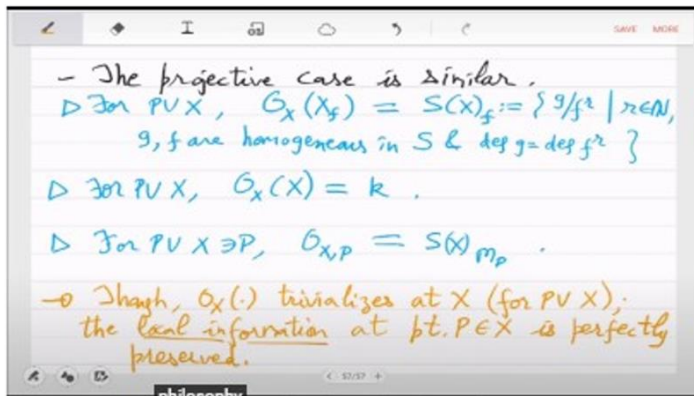 SAVE MORE
- The projective case is similar.
▷ For PV X, O_X(X_f) = S(X)_f := { g/f^r | r∈ℕ,
g, f are homogeneous in S & deg g = deg f^r }
▷ For PV X, O_X(X) = k .
▷ For PV X ∋ P, O_{X,P} = S(X)_{m_P} .
→ Though, O_X(·) trivializes at X (for PV X),
the local information at pt. P∈X is perfectly
preserved.
< 57/57 +
philosophy